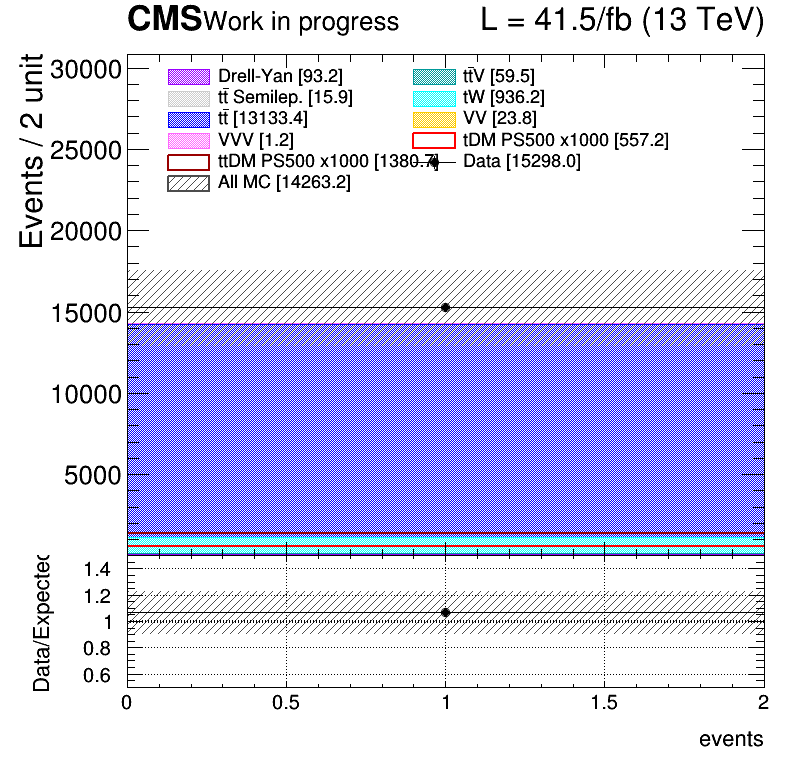 CMS Work in progress L = 41.5/fb (13 TeV)
Events / 2 unit
30000
25000
20000
15000
10000
5000
Drell-Yan [93.2] tt̄V [59.5]
tt̄ Semilep. [15.9] tW [936.2]
tt̄ [13133.4] VV [23.8]
VVV [1.2] tDM PS500 x1000 [557.2]
ttDM PS500 x1000 [1380.7] Data [15298.0]
All MC [14263.2]
Data/Expected
1.4
1.2
1
0.8
0.6
0 0.5 1 1.5 2
events